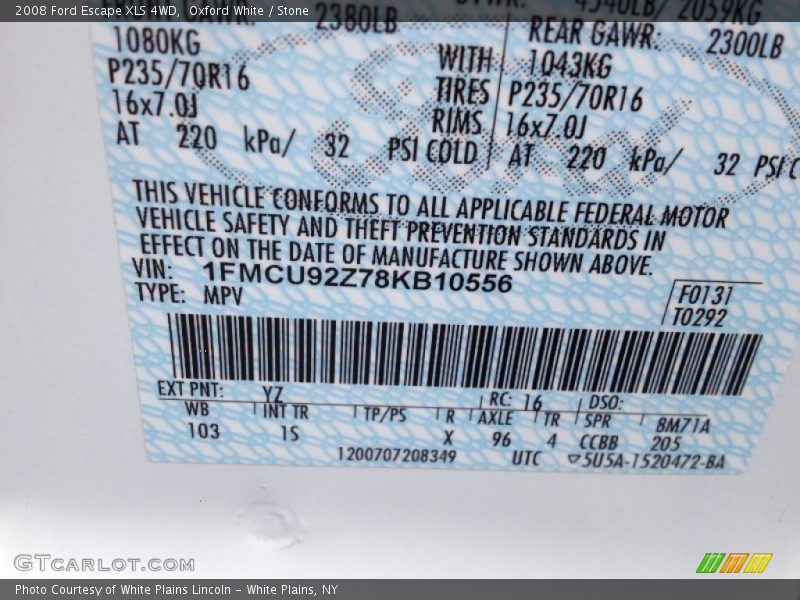 2008 Ford Escape XLS 4WD, Oxford White / Stone
2380LB
1080KG
P235/70R16
16x7.0J
AT 220 kPa/ 32 PSI COLD
4540LB/ 2059KG
REAR GAWR: 2300LB
WITH 1043KG
TIRES P235/70R16
RIMS 16x7.0J
AT 220 kPa/ 32 PSI C
THIS VEHICLE CONFORMS TO ALL APPLICABLE FEDERAL MOTOR
VEHICLE SAFETY AND THEFT PREVENTION STANDARDS IN
EFFECT ON THE DATE OF MANUFACTURE SHOWN ABOVE.
VIN: 1FMCU92Z78KB10556
TYPE: MPV
F0131
T0292
EXT PNT: YZ RC: 16 DSO:
WB INT TR TP/PS R AXLE TR SPR 8M71A
103 1S X 96 4 CCBB 205
1200707208349 UTC ▽5U5A-1520472-BA
GTCARLOT.COM
Photo Courtesy of White Plains Lincoln - White Plains, NY